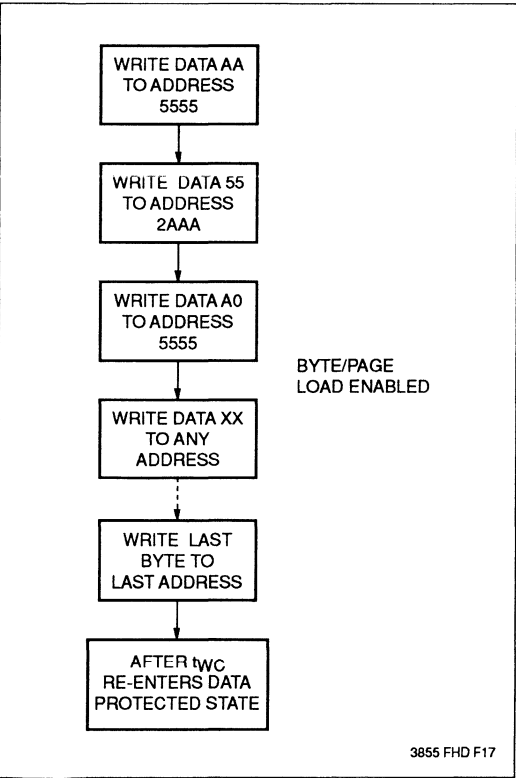 WRITE DATA AA
TO ADDRESS
5555
WRITE DATA 55
TO ADDRESS
2AAA
WRITE DATA A0
TO ADDRESS
5555
BYTE/PAGE
LOAD ENABLED
WRITE DATA XX
TO ANY
ADDRESS
WRITE LAST
BYTE TO
LAST ADDRESS
AFTER tWC
RE-ENTERS DATA
PROTECTED STATE
3855 FHD F17